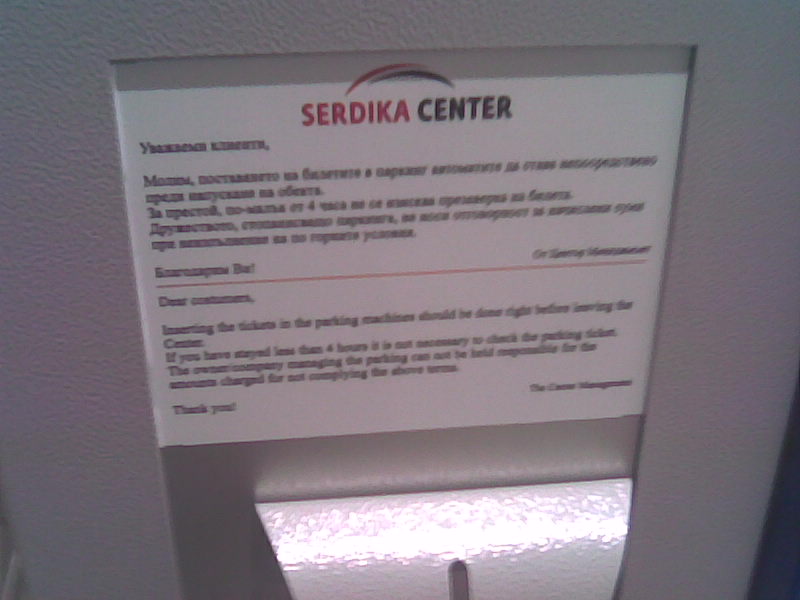 SERDIKA CENTER
Уважаеми клиенти,
Молим, поставянето на билетите в паркинг автоматите да става непосредствено
преди напускане на обекта.
За престой, по-малък от 4 часа не се изисква проверка на билета.
Дружеството, стопанисващо паркинга, не носи отговорност за начислени суми
при неизпълнение на по горните условия.
Благодарим Ви!
От Център Мениджмънт
Dear costumers,
Inserting the tickets in the parking machines should be done right before leaving the
Center.
If you have stayed less than 4 hours it is not necessary to check the parking ticket.
The owner/company managing the parking can not be held responsible for the
amounts charged for not complying the above terms.
The Center Management
Thank you!